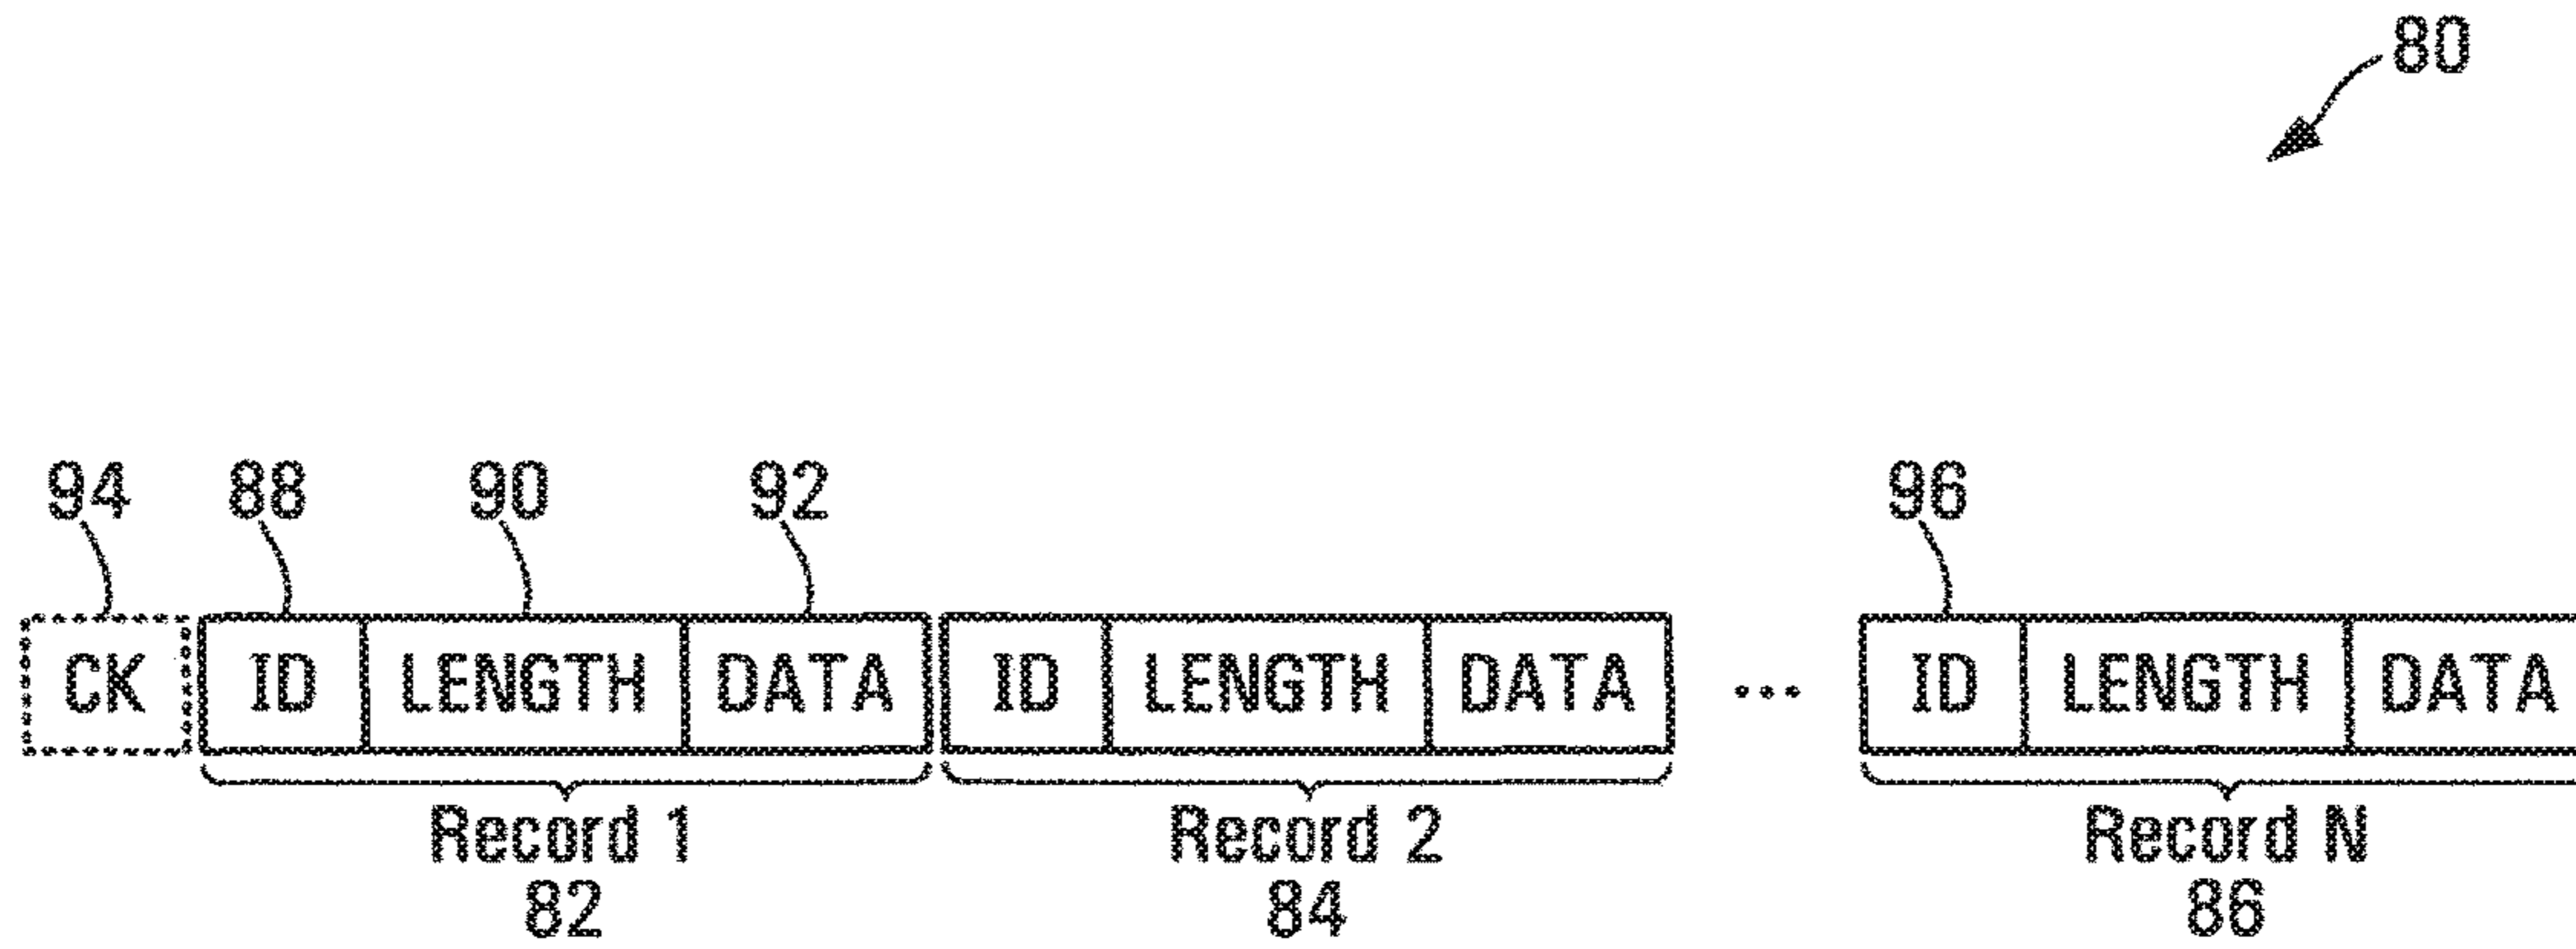 80
94 88 90 92 96
CK ID LENGTH DATA ID LENGTH DATA ... ID LENGTH DATA
Record 1 Record 2 Record N
82 84 86